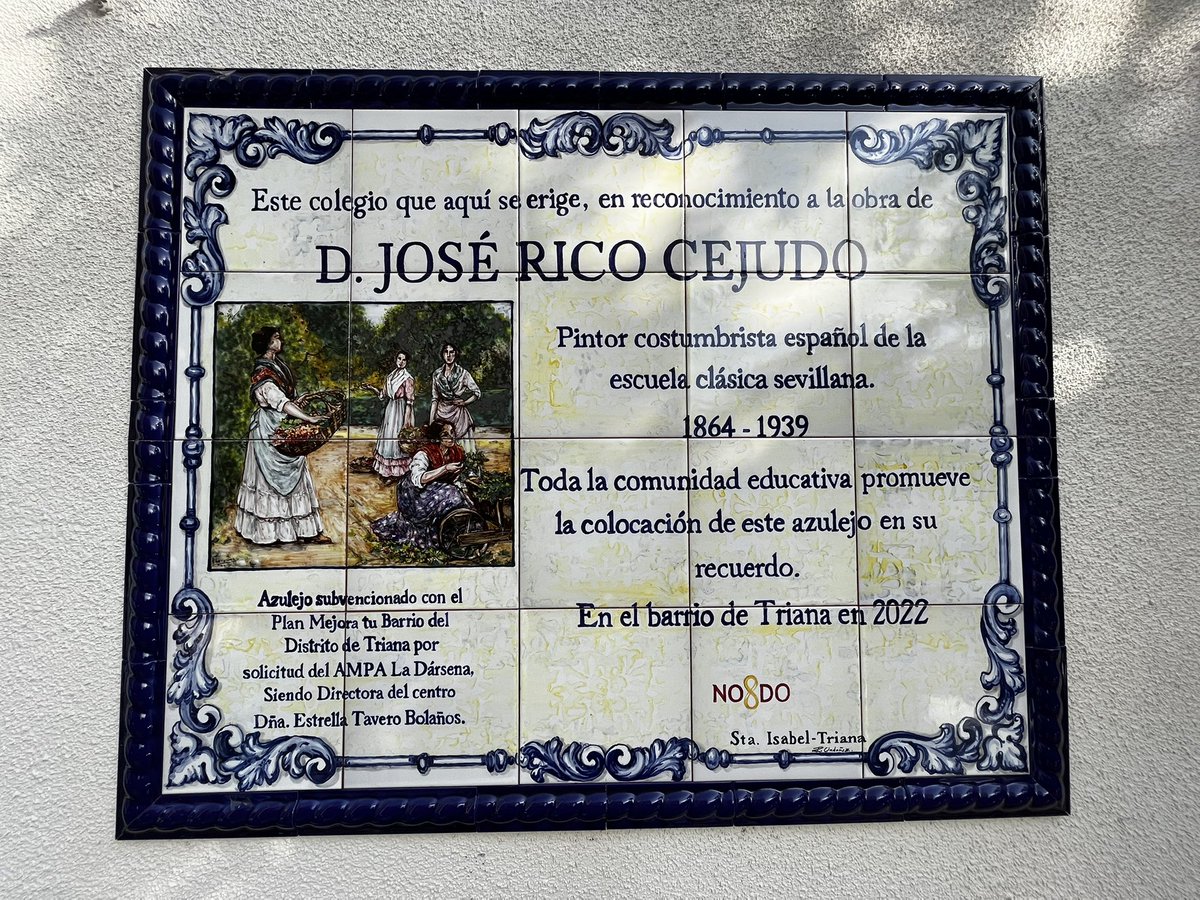 Este colegio que aquí se erige, en reconocimiento a la obra de
D. JOSÉ RICO CEJUDO
Pintor costumbrista español de la
escuela clásica sevillana.
1864 - 1939
Toda la comunidad educativa promueve
la colocación de este azulejo en su
recuerdo.
En el barrio de Triana en 2022
Azulejo subvencionado con el
Plan Mejora tu Barrio del
Distrito de Triana por
solicitud del AMPA La Dársena,
Siendo Directora del centro
Dña. Estrella Tavero Bolaños.
NO8DO
Sta. Isabel-Triana